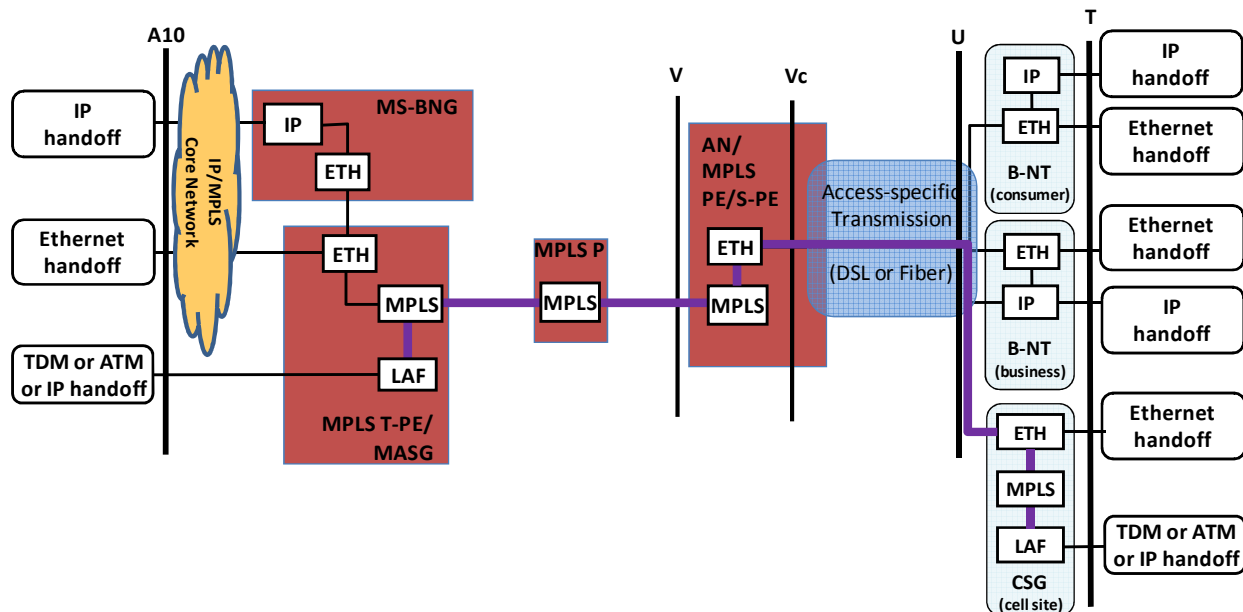 A10
IP
handoff
Ethernet
handoff
TDM or ATM
or IP handoff
IP/MPLS
Core Network
MS-BNG
IP
ETH
ETH
MPLS
LAF
MPLS T-PE/
MASG
MPLS P
MPLS
V
Vc
AN/
MPLS
PE/S-PE
ETH
MPLS
Access-specific
Transmission
(DSL or Fiber)
U
T
IP
ETH
B-NT
(consumer)
ETH
IP
B-NT
(business)
ETH
MPLS
LAF
CSG
(cell site)
IP
handoff
Ethernet
handoff
Ethernet
handoff
IP
handoff
Ethernet
handoff
TDM or ATM
or IP handoff